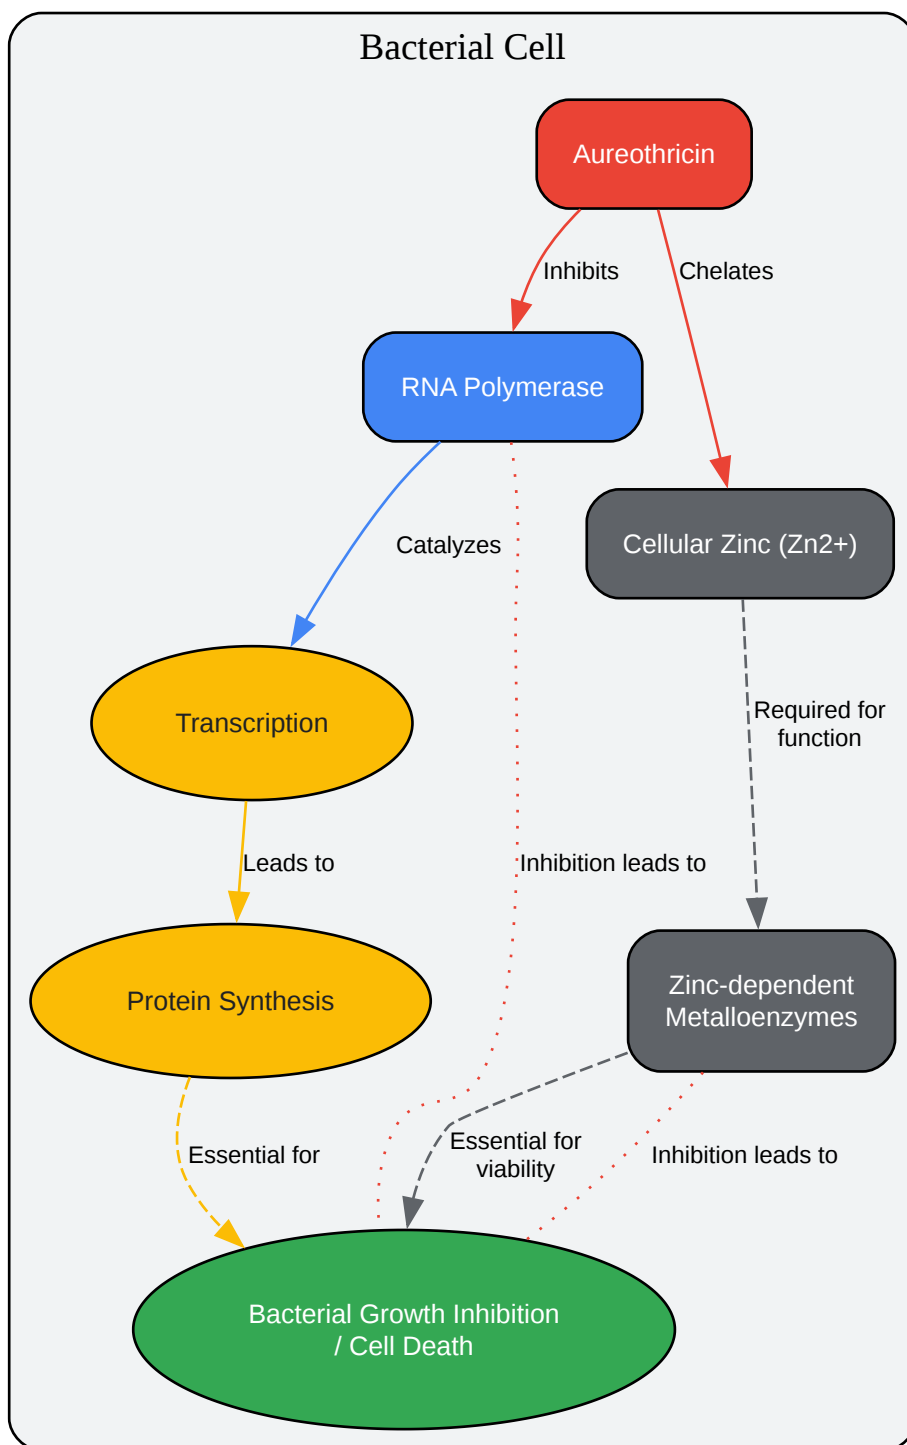 Bacterial Cell
Aureothricin
Inhibits
Chelates
RNA Polymerase
Catalyzes
Cellular Zinc (Zn2+)
Transcription
Required for
function
Leads to
Inhibition leads to
Protein Synthesis
Zinc-dependent
Metalloenzymes
Essential for
Essential for
viability
Inhibition leads to
Bacterial Growth Inhibition
/ Cell Death